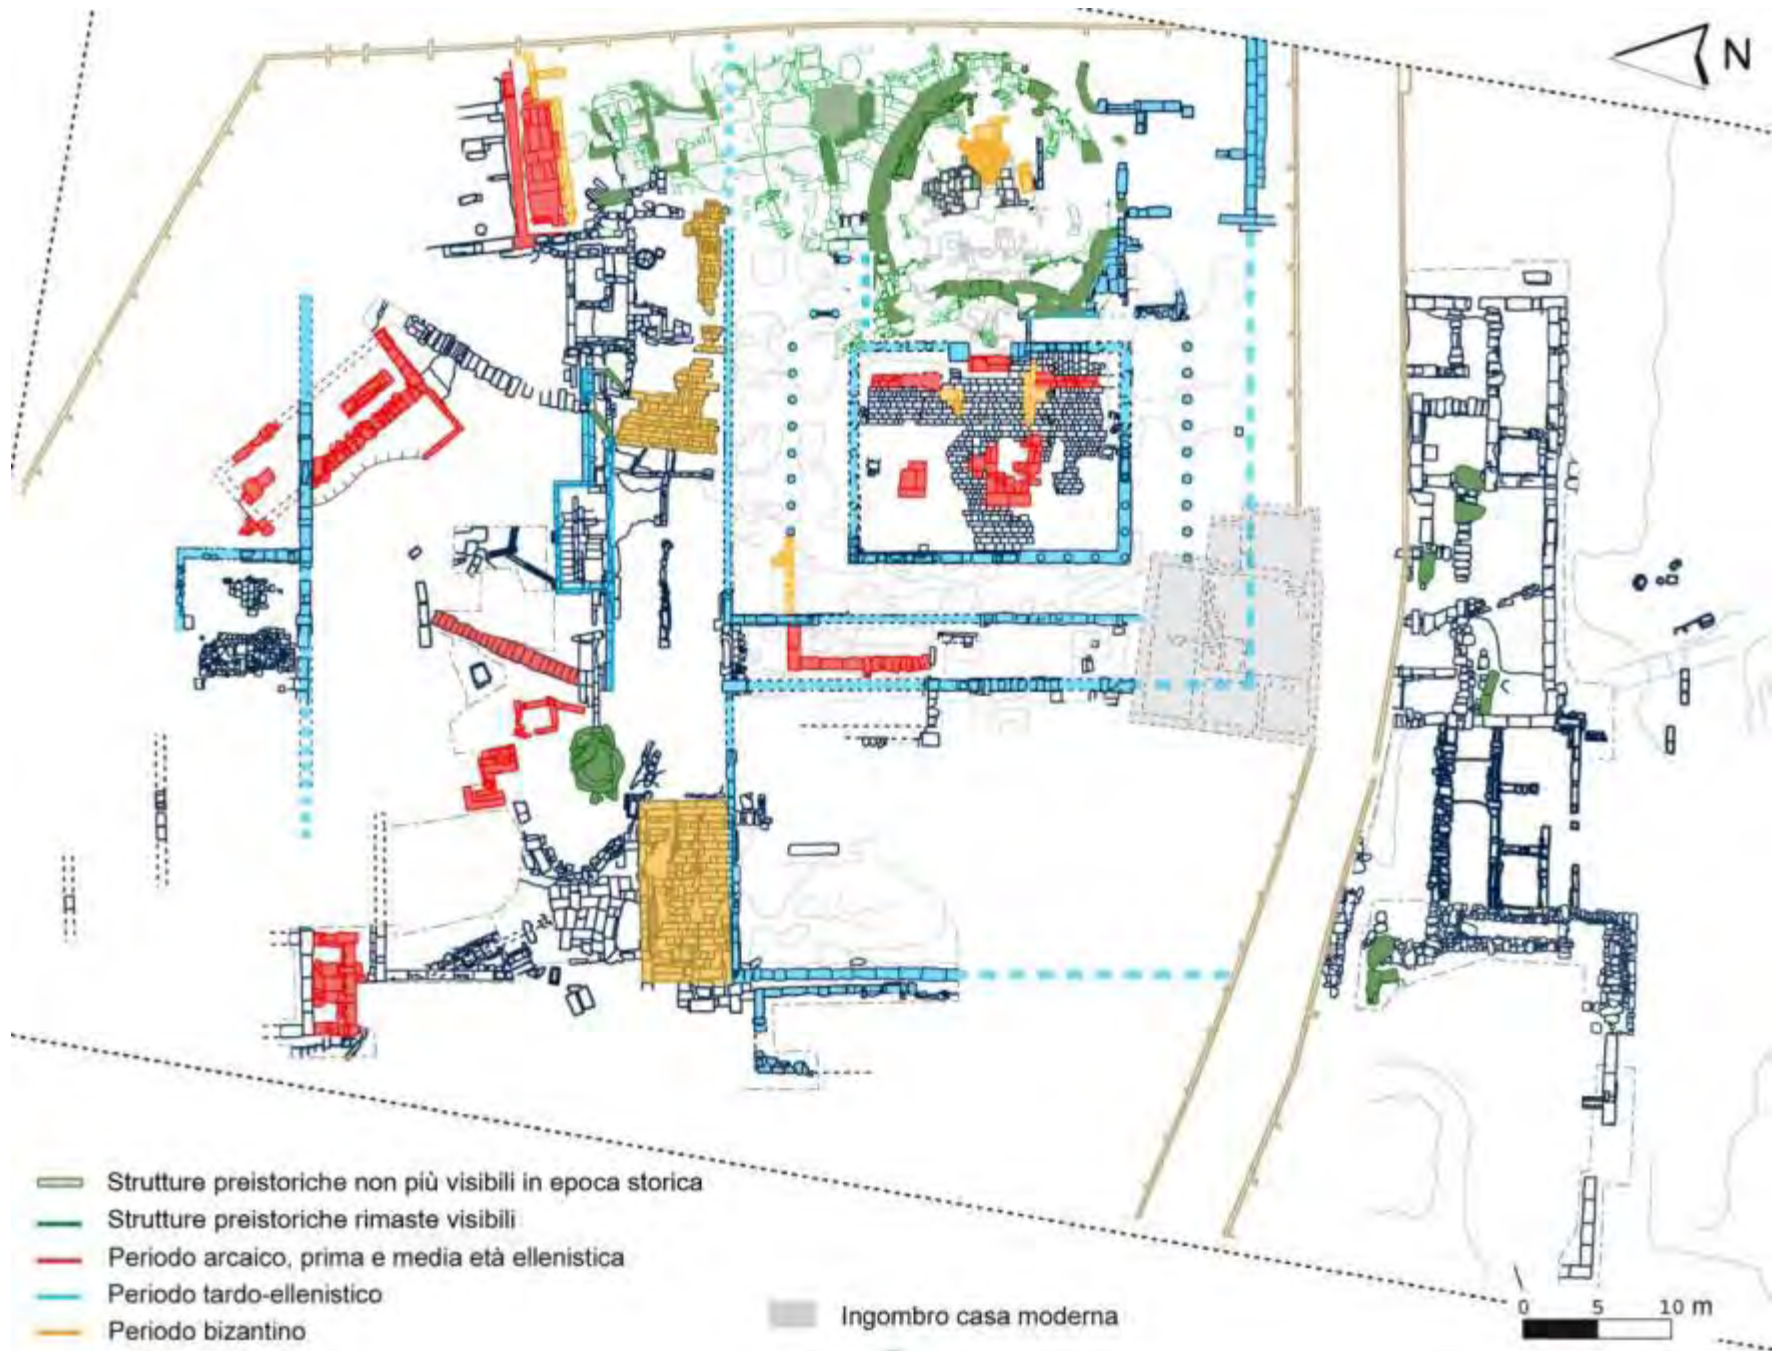 N
Strutture preistoriche non più visibili in epoca storica
Strutture preistoriche rimaste visibili
Periodo arcaico, prima e media età ellenistica
Periodo tardo-ellenistico
Periodo bizantino
Ingombro casa moderna
0 5 10 m